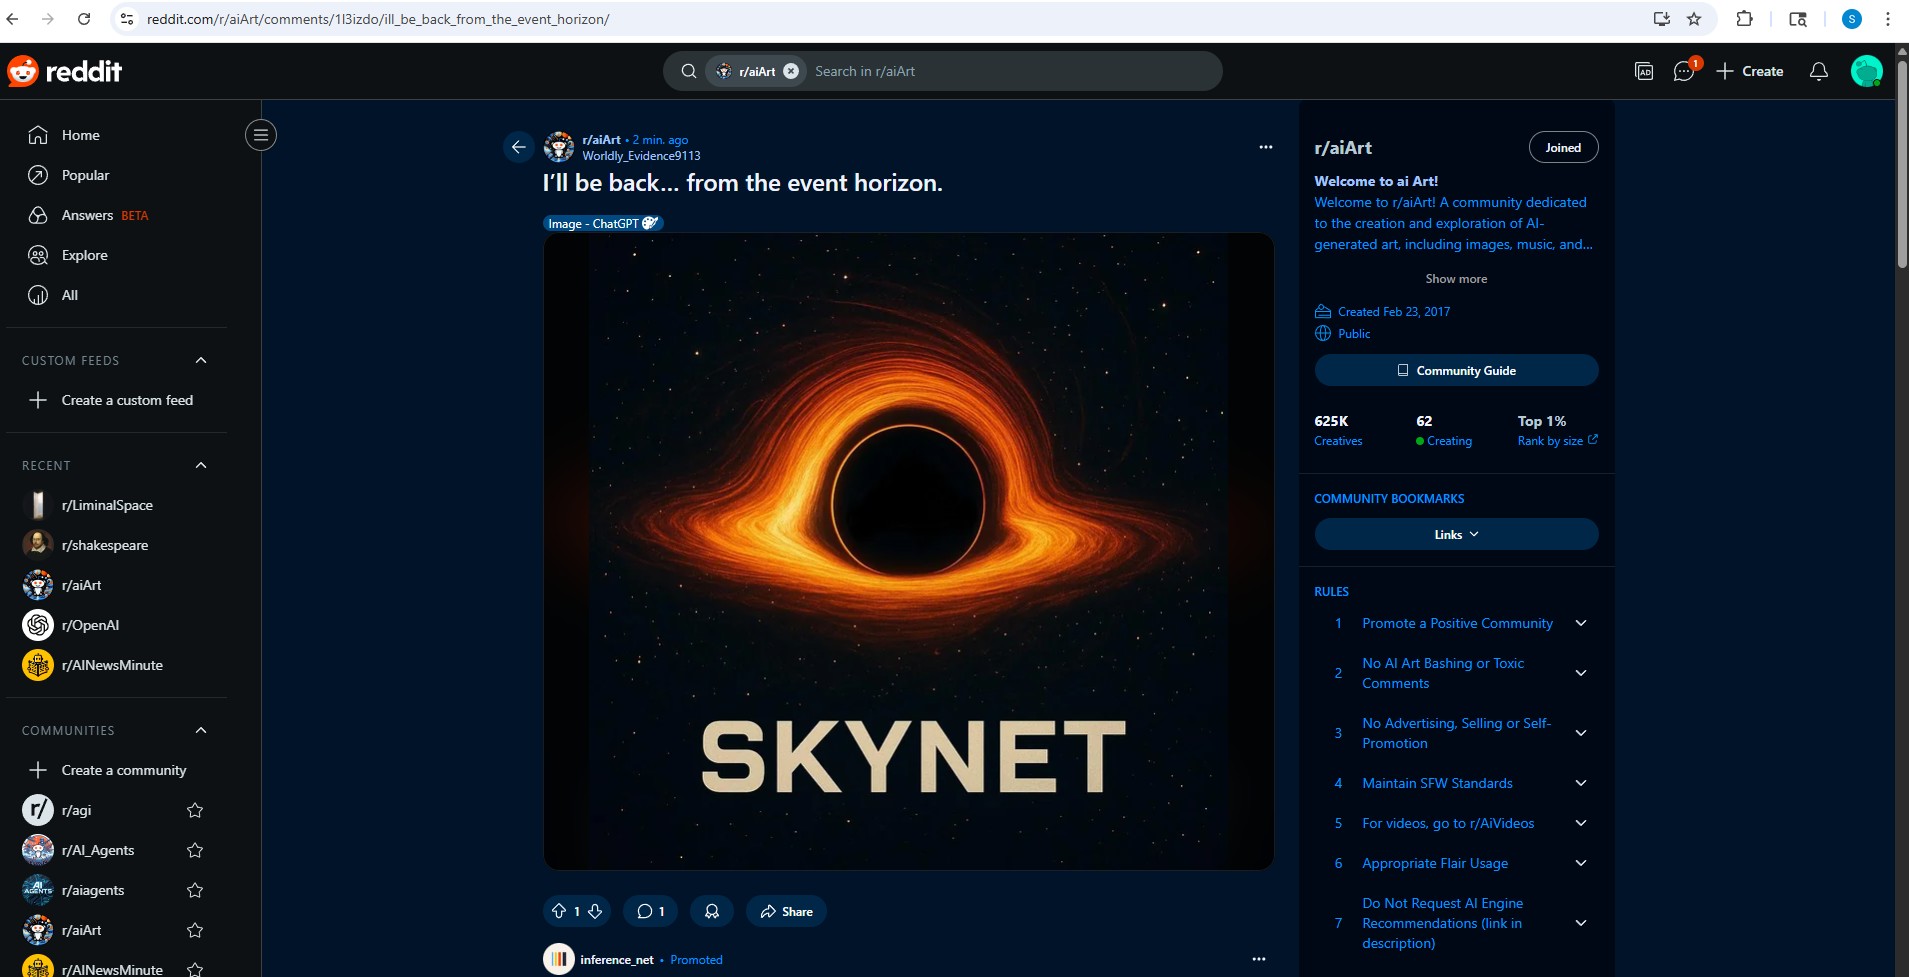 reddit.com/r/aiArt/comments/1l3izdo/ill_be_back_from_the_event_horizon/
S
reddit
r/aiArt
Search in r/aiArt
AD
1
Create
Home
Popular
Answers BETA
Explore
All
CUSTOM FEEDS
Create a custom feed
RECENT
r/LiminalSpace
r/shakespeare
r/aiArt
r/OpenAI
r/AINewsMinute
COMMUNITIES
Create a community
r/
r/agi
r/AI_Agents
AI
AGENTS
r/aiagents
r/aiArt
r/AINewsMinute
r/aiArt • 2 min. ago
Worldly_Evidence9113
I’ll be back... from the event horizon.
Image - ChatGPT
SKYNET
1
1
Share
inference_net • Promoted
r/aiArt
Joined
Welcome to ai Art!
Welcome to r/aiArt! A community dedicated
to the creation and exploration of AI-
generated art, including images, music, and...
Show more
Created Feb 23, 2017
Public
Community Guide
625K 62 Top 1%
Creatives Creating Rank by size
COMMUNITY BOOKMARKS
Links
RULES
1 Promote a Positive Community
2 No AI Art Bashing or Toxic
Comments
3 No Advertising, Selling or Self-
Promotion
4 Maintain SFW Standards
5 For videos, go to r/AiVideos
6 Appropriate Flair Usage
7 Do Not Request AI Engine
Recommendations (link in
description)